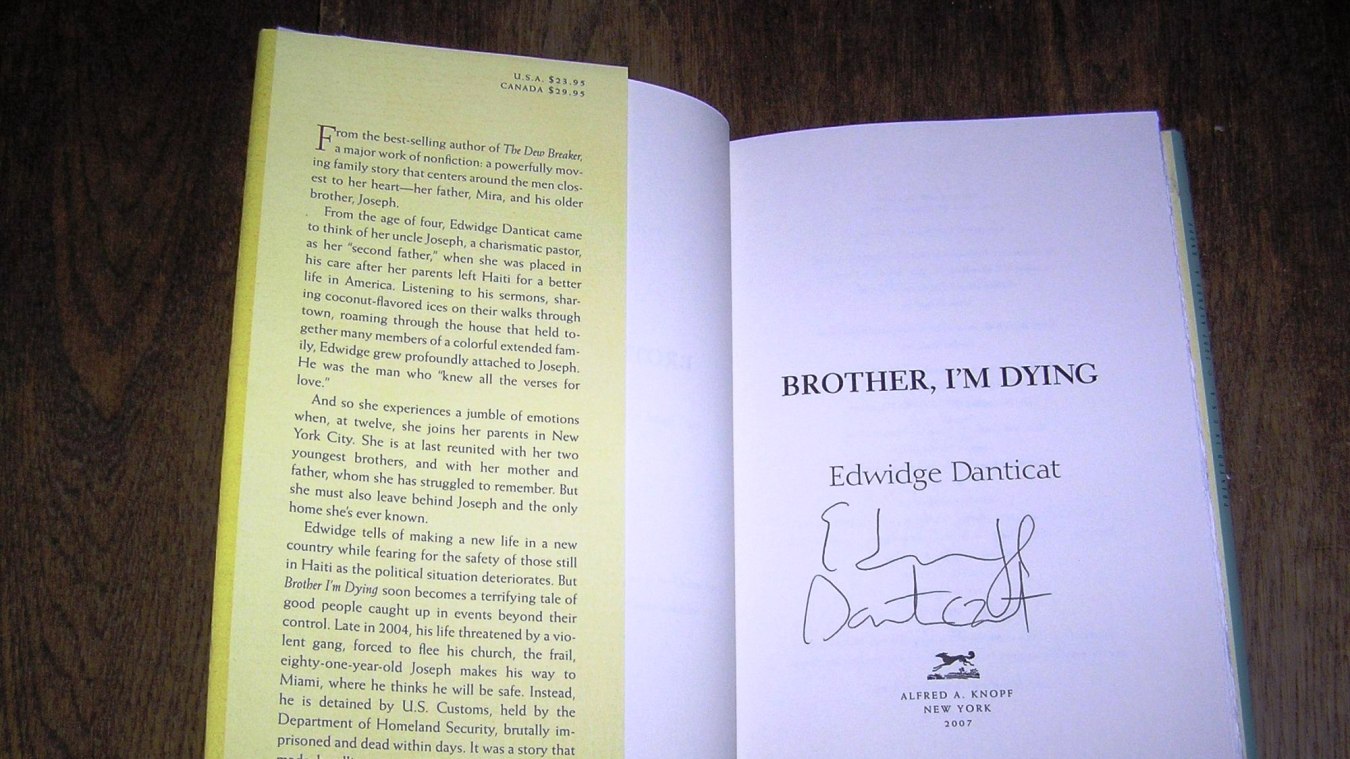 U.S.A. $23.95
CANADA $29.95
From the best-selling author of The Dew Breaker,
a major work of nonfiction: a powerfully mov-
ing family story that centers around the men clos-
est to her heart—her father, Mira, and his older
brother, Joseph.
From the age of four, Edwidge Danticat came
to think of her uncle Joseph, a charismatic pastor,
as her "second father," when she was placed in
his care after her parents left Haiti for a better
life in America. Listening to his sermons, shar-
ing coconut-flavored ices on their walks through
town, roaming through the house that held to-
gether many members of a colorful extended fam-
ily, Edwidge grew profoundly attached to Joseph.
He was the man who "knew all the verses for
love."
And so she experiences a jumble of emotions
when, at twelve, she joins her parents in New
York City. She is at last reunited with her two
youngest brothers, and with her mother and
father, whom she has struggled to remember. But
she must also leave behind Joseph and the only
home she's ever known.
Edwidge tells of making a new life in a new
country while fearing for the safety of those still
in Haiti as the political situation deteriorates. But
Brother I'm Dying soon becomes a terrifying tale of
good people caught up in events beyond their
control. Late in 2004, his life threatened by a vio-
lent gang, forced to flee his church, the frail,
eighty-one-year-old Joseph makes his way to
Miami, where he thinks he will be safe. Instead,
he is detained by U.S. Customs, held by the
Department of Homeland Security, brutally im-
prisoned and dead within days. It was a story that
BROTHER, I'M DYING
Edwidge Danticat
Edwidge
Danticat
ALFRED A. KNOPF
NEW YORK
2007